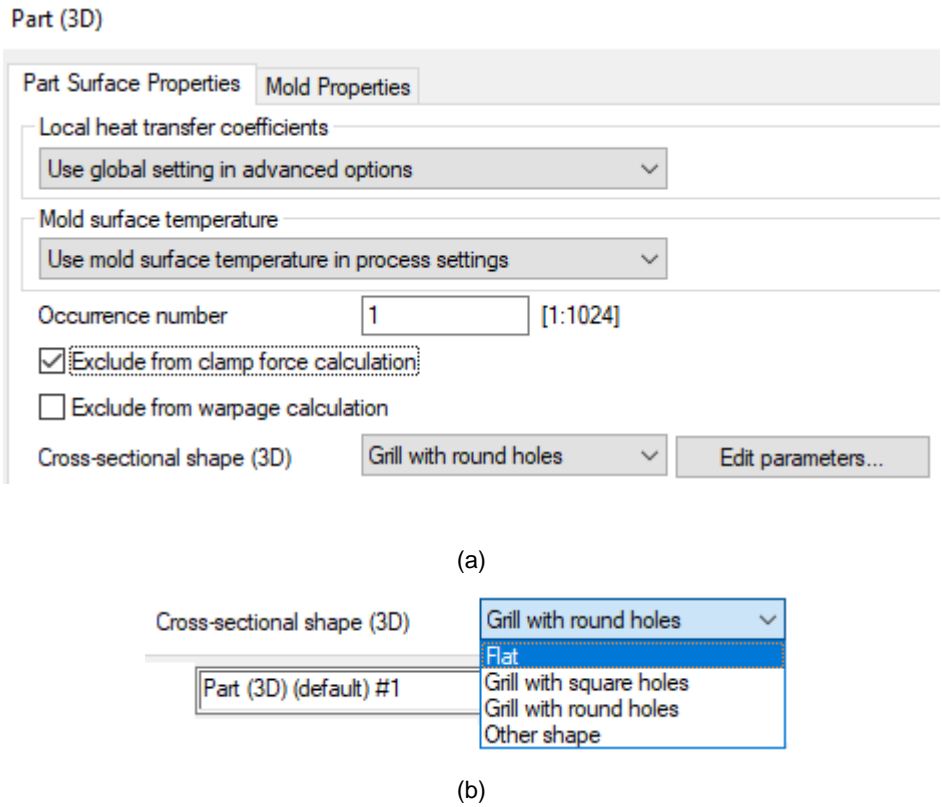 Part (3D)
Part Surface Properties Mold Properties
Local heat transfer coefficients
Use global setting in advanced options
Mold surface temperature
Use mold surface temperature in process settings
Occurrence number 1 [1:1024]
Exclude from clamp force calculation
Exclude from warpage calculation
Cross-sectional shape (3D) Grill with round holes Edit parameters...
(a)
Cross-sectional shape (3D) Grill with round holes
Flat
Part (3D) (default) #1 Grill with square holes
Grill with round holes
Other shape
(b)